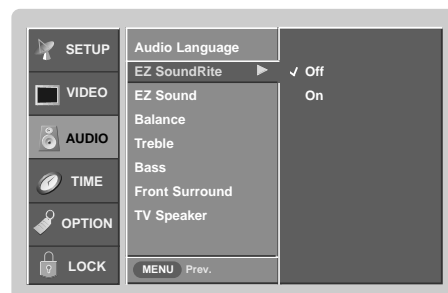 SETUP
VIDEO
AUDIO
TIME
OPTION
LOCK
Audio Language
EZ SoundRite
EZ Sound
Balance
Treble
Bass
Front Surround
TV Speaker
MENU Prev.
Off
On